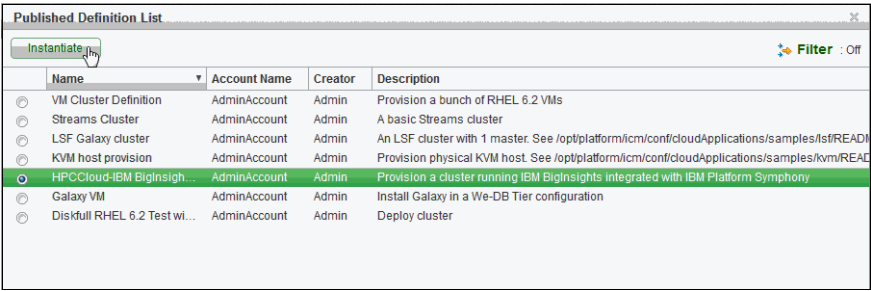 Published Definition List
Instantiate Filter : Off
Name Account Name Creator Description
VM Cluster Definition AdminAccount Admin Provision a bunch of RHEL 6.2 VMs
Streams Cluster AdminAccount Admin A basic Streams cluster
LSF Galaxy cluster AdminAccount Admin An LSF cluster with 1 master. See /opt/platform/icm/conf/cloudApplications/samples/lsf/READM
KVM host provision AdminAccount Admin Provision physical KVM host. See /opt/platform/icm/conf/cloudApplications/samples/kvm/READ
HPCCloud-IBM BigInsigh... AdminAccount Admin Provision a cluster running IBM BigInsights integrated with IBM Platform Symphony
Galaxy VM AdminAccount Admin Install Galaxy in a We-DB Tier configuration
Diskfull RHEL 6.2 Test wi... AdminAccount Admin Deploy cluster